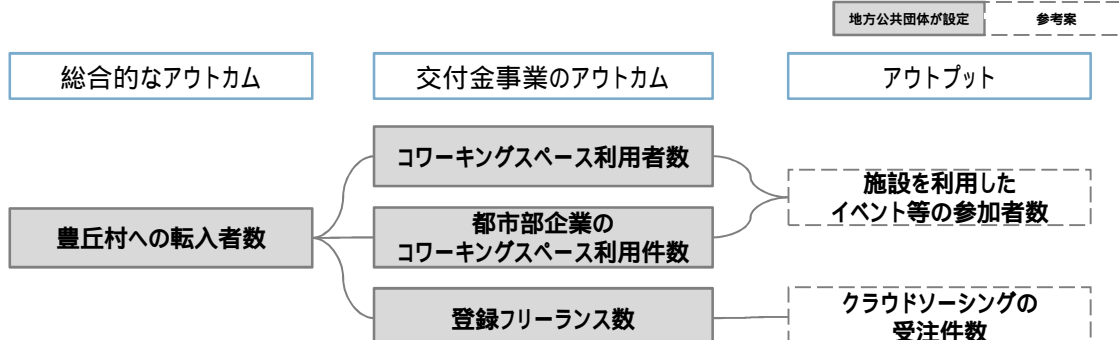 地方公共団体が設定
参考案
総合的なアウトカム
交付金事業のアウトカム
アウトプット
コワーキングスペース利用者数
施設を利用した
イベント等の参加者数
豊丘村への転入者数
都市部企業の
コワーキングスペース利用件数
登録フリーランス数
クラウドソーシングの
受注件数